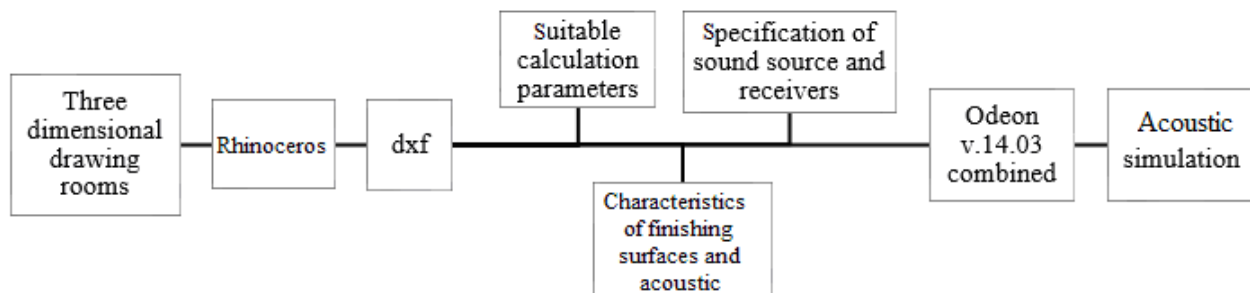 Three
dimensional
drawing
rooms
Rhinoceros
dxf
Suitable
calculation
parameters
Specification of
sound source and
receivers
Characteristics
of finishing
surfaces and
acoustic
Odeon
v.14.03
combined
Acoustic
simulation